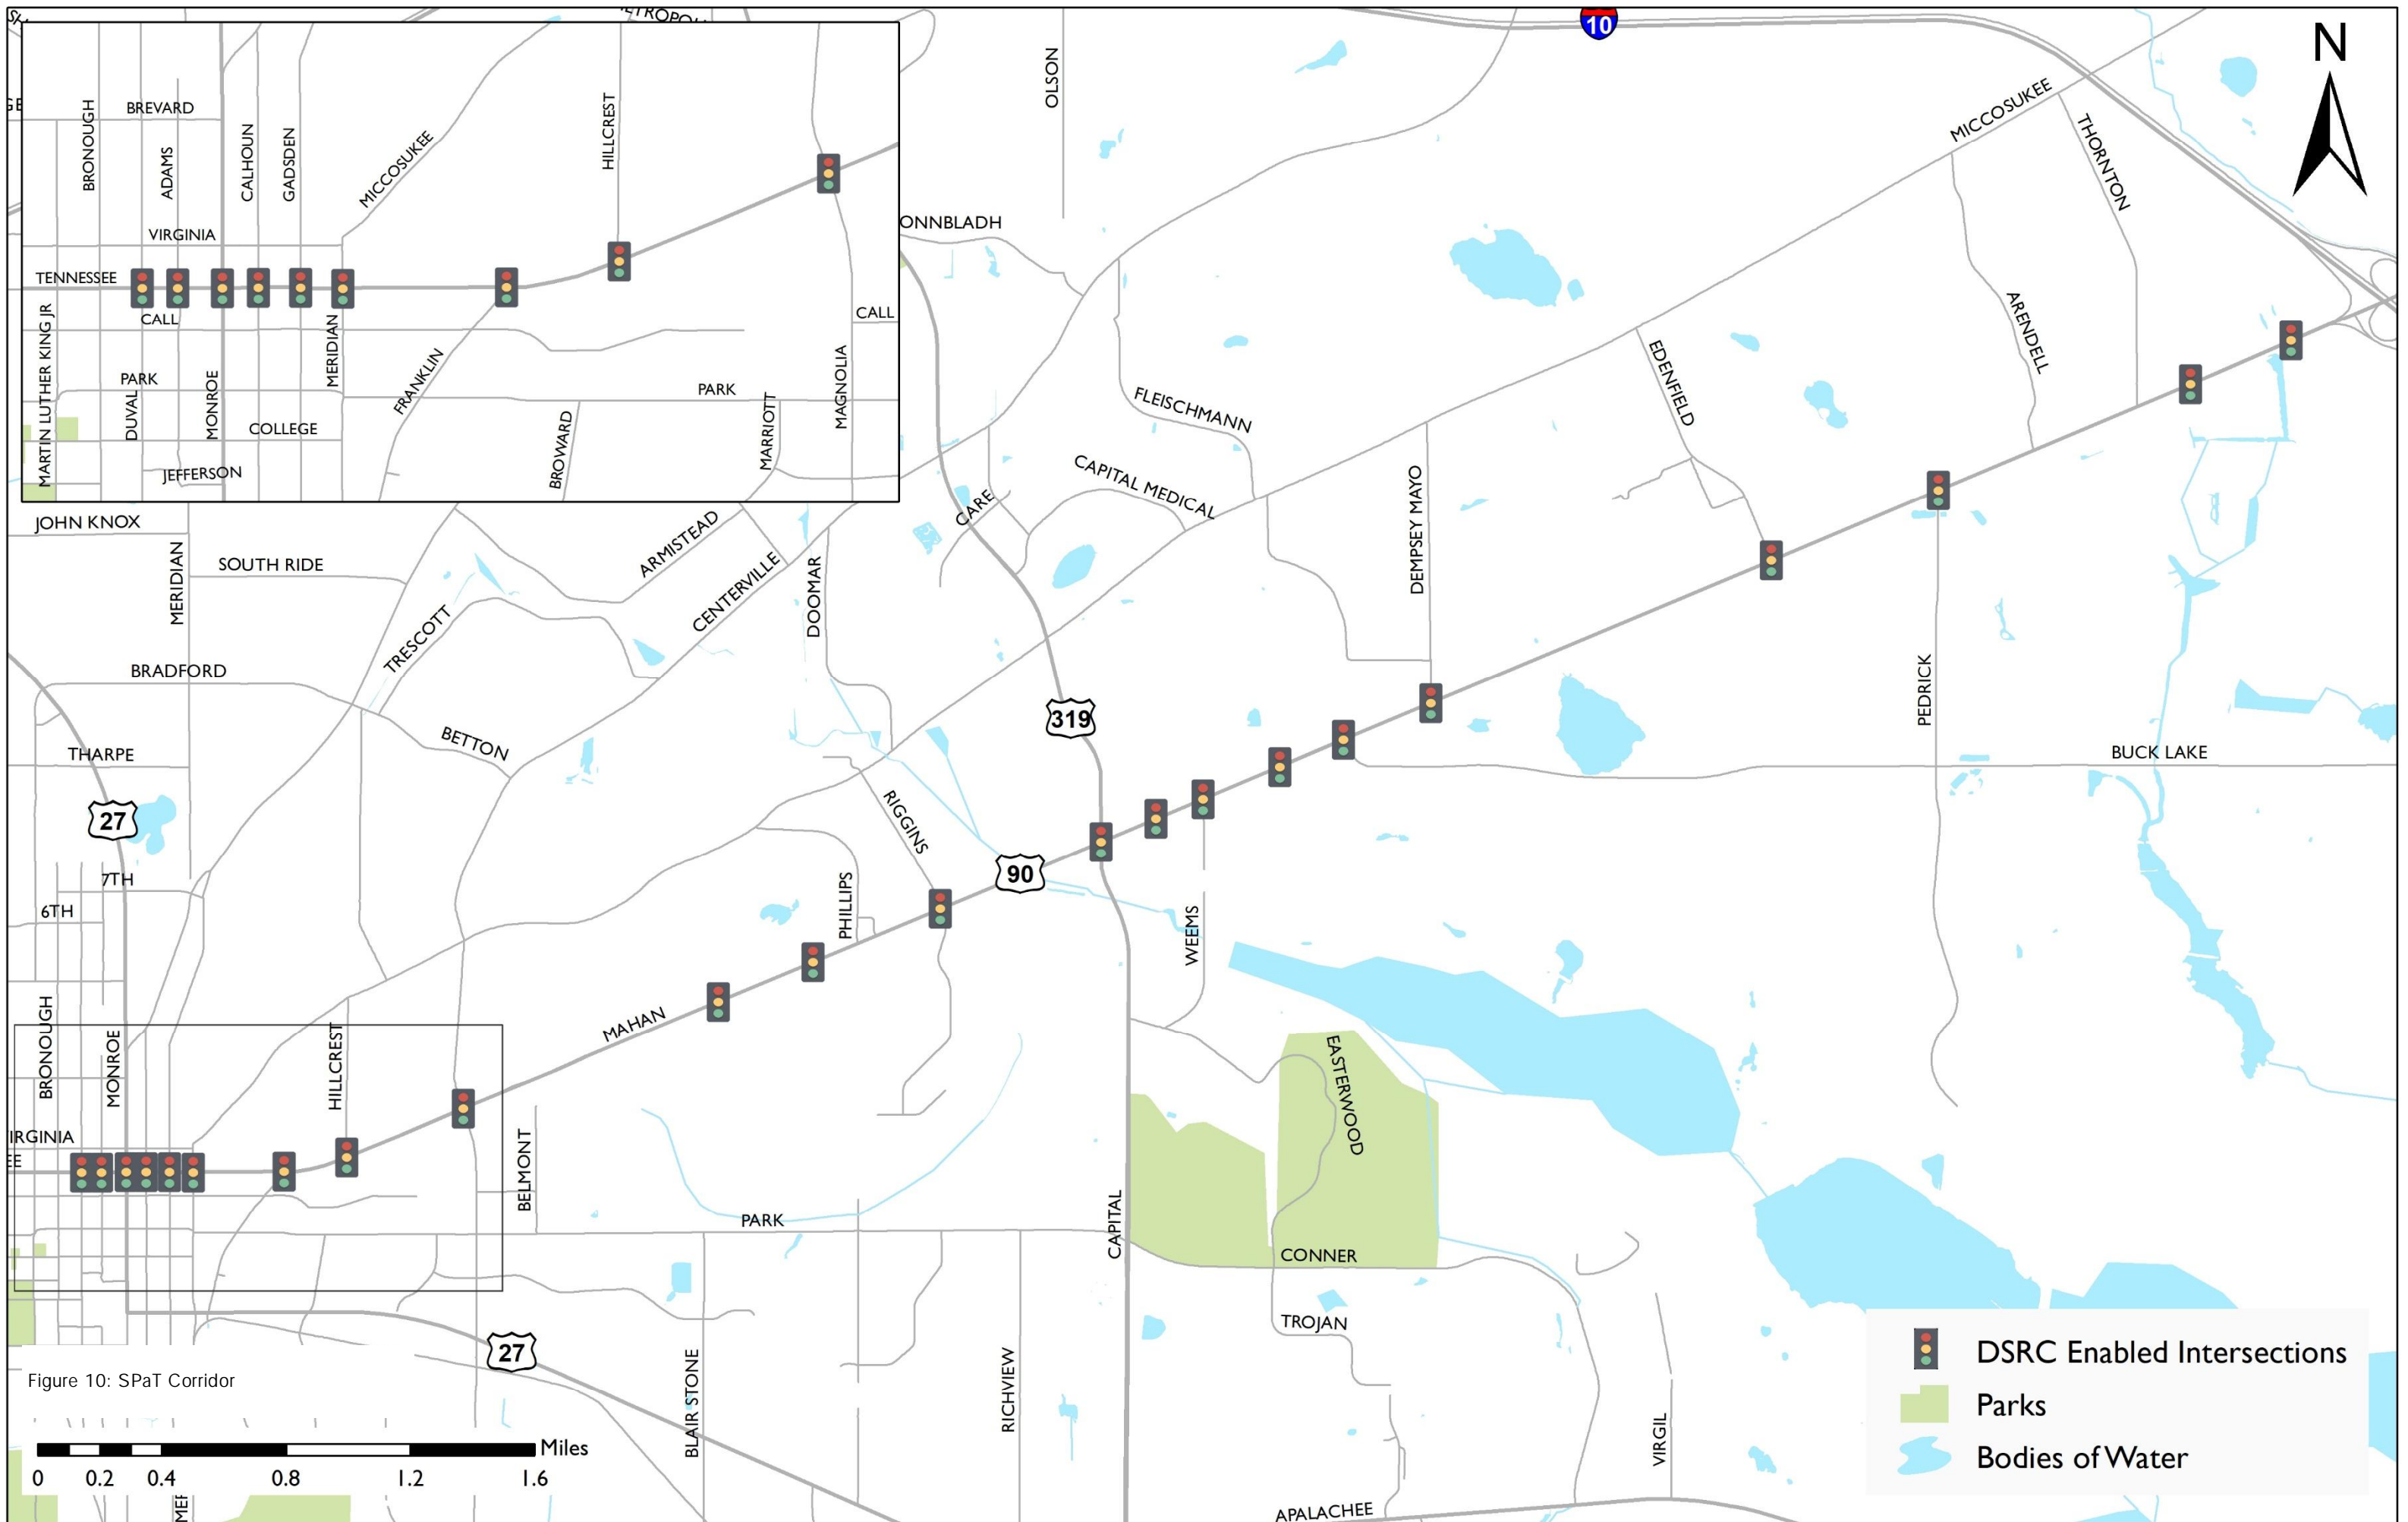 10
N
OLSON
MICCOSUKEE
THORNTON
BREVARD
BRONOUGH
ADAMS
CALHOUN
GADSDEN
MICCOSUKEE
HILLCREST
VIRGINIA
TENNESSEE
CALL
CALL
MARTIN LUTHER KING JR
MERIDIAN
FRANKLIN
MAGNOLIA
PARK
DUVAL
MONROE
PARK
MARRIOTT
COLLEGE
BROWARD
JEFFERSON
ONNBLADH
ARENDELL
EDENFIELD
FLEISCHMANN
CAPITAL MEDICAL
CARE
DEMPSEY MAYO
JOHN KNOX
MERIDIAN
SOUTH RIDE
ARMISTEAD
CENTERVILLE
DOOMAR
TRESCOTT
BRADFORD
BETTON
THARPE
319
PEDRICK
BUCK LAKE
27
RIGGINS
7TH
6TH
PHILLIPS
90
WEEMS
BRONOUGH
MONROE
HILLCREST
MAHAN
EASTERWOOD
IRGINIA
EE
BELMONT
PARK
CAPITAL
CONNER
TROJAN
27
BLAIR STONE
RICHVIEW
VIRGIL
APALACHEE
Figure 10: SPaT Corridor
Miles
0 0.2 0.4 0.8 1.2 1.6
MER
DSRC Enabled Intersections
Parks
Bodies of Water